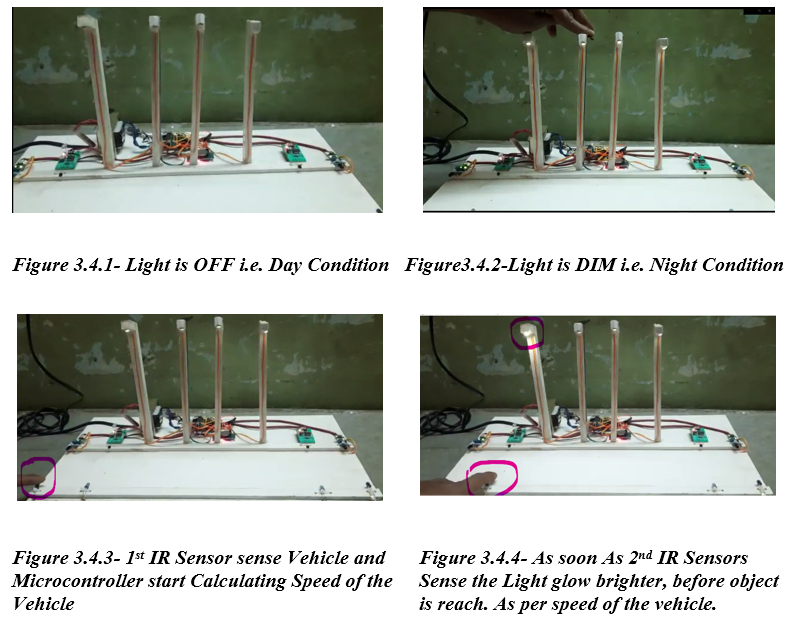 Figure 3.4.1- Light is OFF i.e. Day Condition
Figure3.4.2-Light is DIM i.e. Night Condition
Figure 3.4.3- 1st IR Sensor sense Vehicle and
Microcontroller start Calculating Speed of the
Vehicle
Figure 3.4.4- As soon As 2nd IR Sensors
Sense the Light glow brighter, before object
is reach. As per speed of the vehicle.